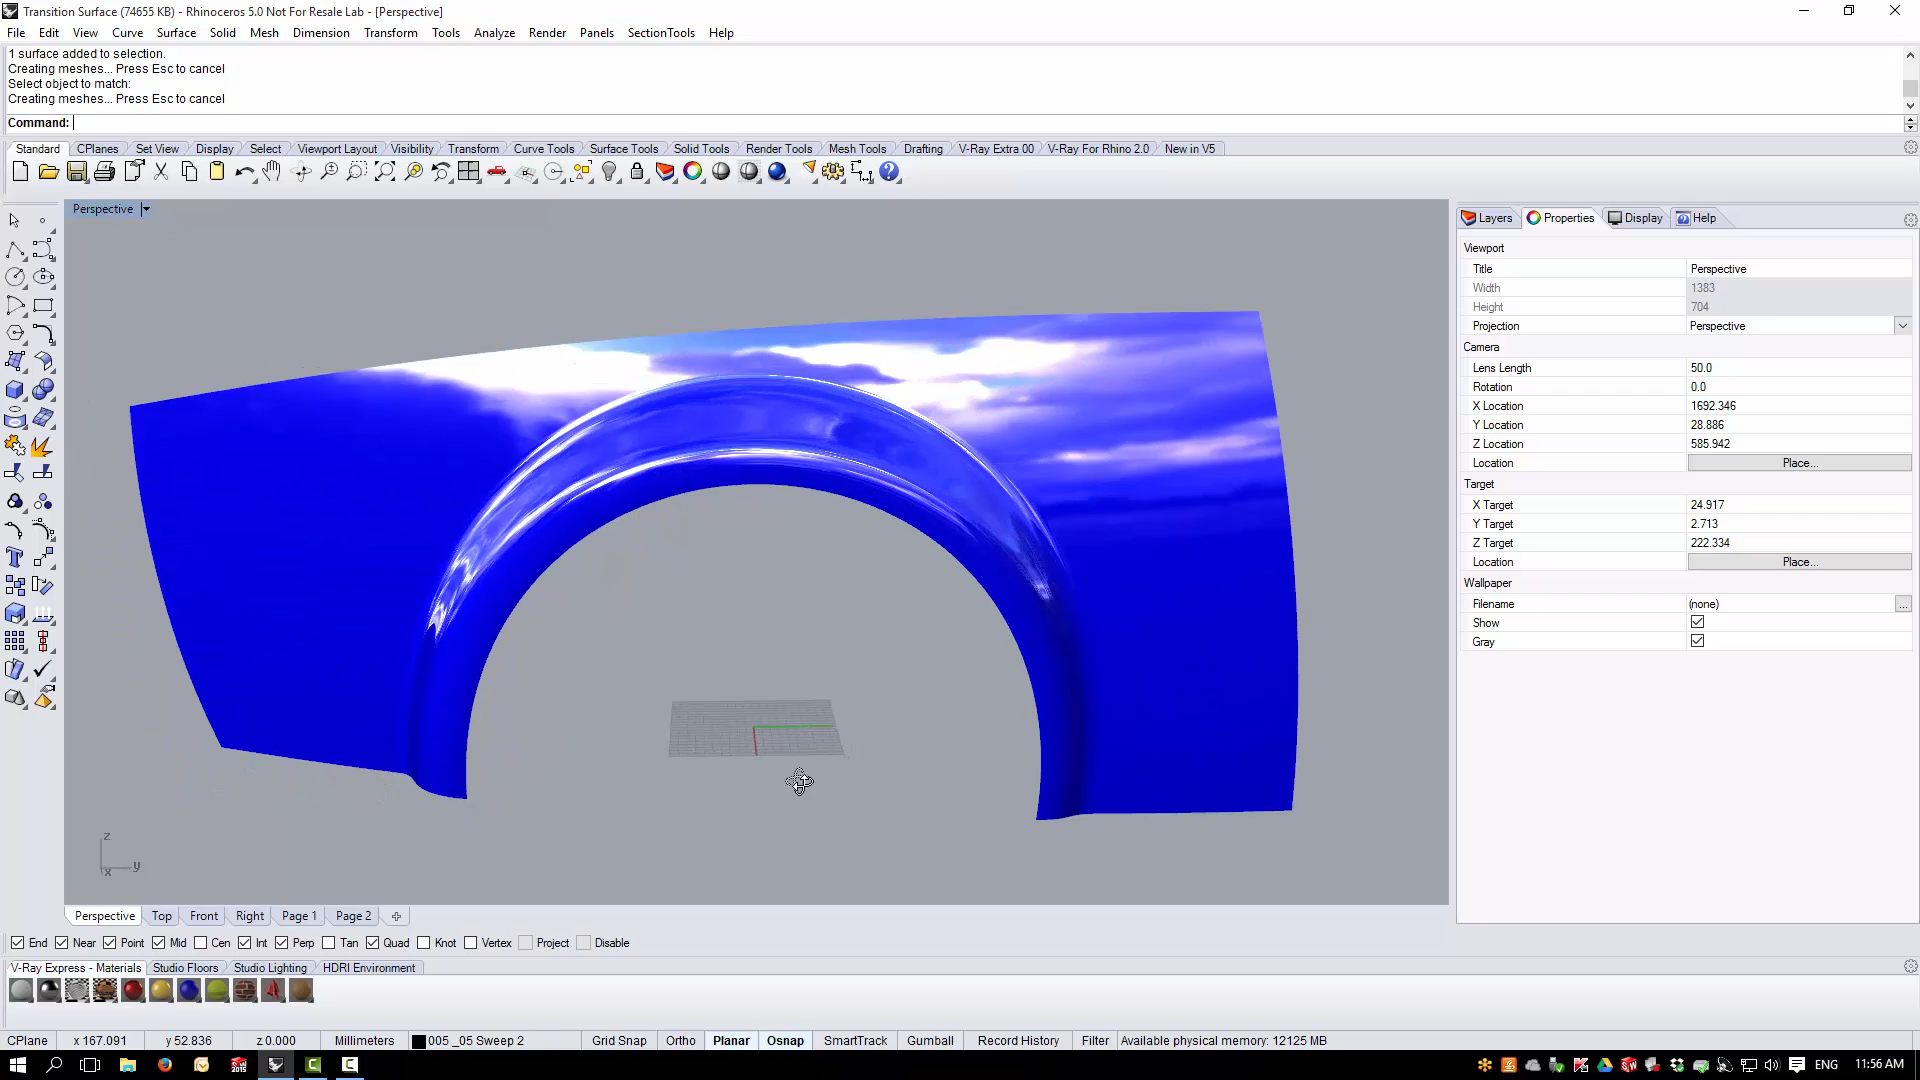 Transition Surface (74655 KB) - Rhinoceros 5.0 Not For Resale Lab - [Perspective]
File Edit View Curve Surface Solid Mesh Dimension Transform Tools Analyze Render Panels SectionTools Help
1 surface added to selection.
Creating meshes... Press Esc to cancel
Select object to match:
Creating meshes... Press Esc to cancel
Command:
Standard CPlanes Set View Display Select Viewport Layout Visibility Transform Curve Tools Surface Tools Solid Tools Render Tools Mesh Tools Drafting V-Ray Extra 00 V-Ray For Rhino 2.0 New in V5
Perspective
Layers Properties Display Help
Viewport
Title Perspective
Width 1383
Height 704
Projection Perspective
Camera
Lens Length 50.0
Rotation 0.0
X Location 1692.346
Y Location 28.886
Z Location 585.942
Location Place...
Target
X Target 24.917
Y Target 2.713
Z Target 222.334
Location Place...
Wallpaper
Filename (none) ...
Show
Gray
z
y
x
Perspective Top Front Right Page 1 Page 2
End Near Point Mid Cen Int Perp Tan Quad Knot Vertex Project Disable
V-Ray Express - Materials Studio Floors Studio Lighting HDRI Environment
CPlane x 167.091 y 52.836 z 0.000 Millimeters 005 _05 Sweep 2 Grid Snap Ortho Planar Osnap SmartTrack Gumball Record History Filter Available physical memory: 12125 MB
ENG 11:56 AM